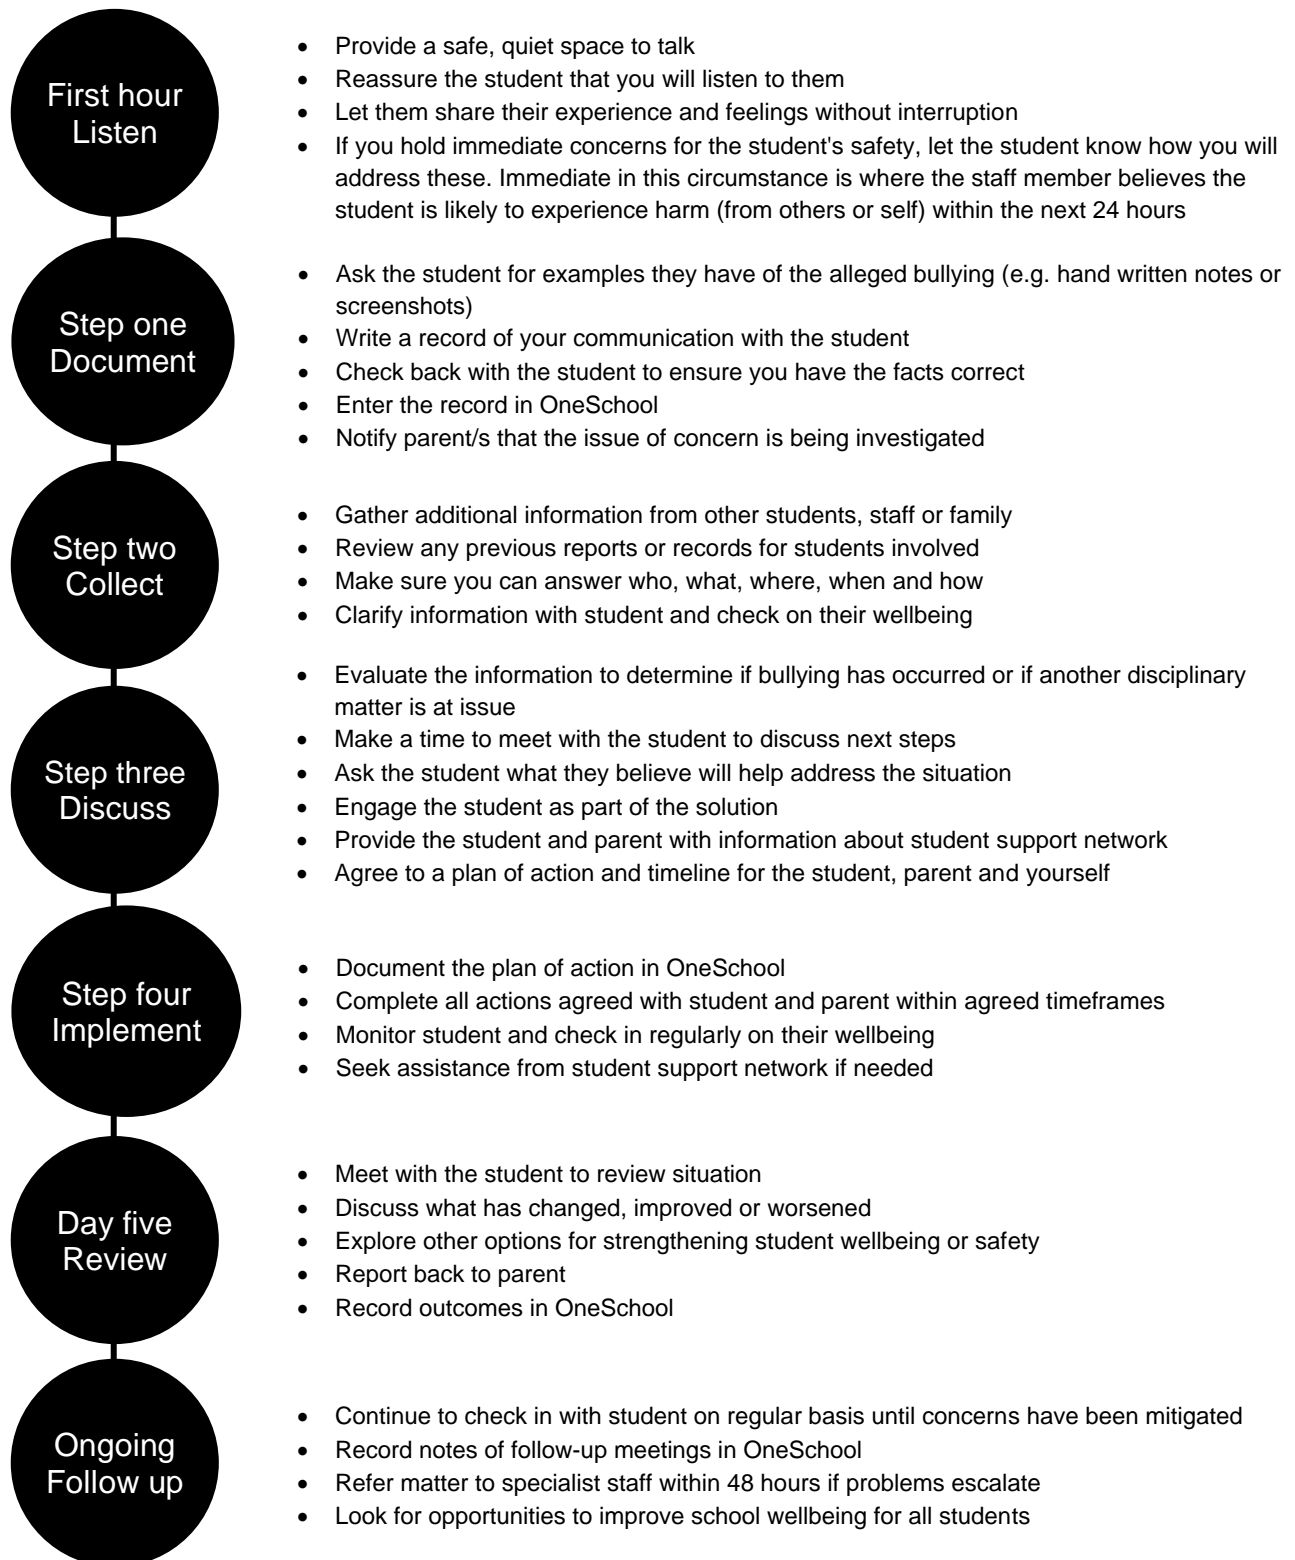 First hour
Listen
• Provide a safe, quiet space to talk
• Reassure the student that you will listen to them
• Let them share their experience and feelings without interruption
• If you hold immediate concerns for the student's safety, let the student know how you will
address these. Immediate in this circumstance is where the staff member believes the
student is likely to experience harm (from others or self) within the next 24 hours
Step one
Document
• Ask the student for examples they have of the alleged bullying (e.g. hand written notes or
screenshots)
• Write a record of your communication with the student
• Check back with the student to ensure you have the facts correct
• Enter the record in OneSchool
• Notify parent/s that the issue of concern is being investigated
Step two
Collect
• Gather additional information from other students, staff or family
• Review any previous reports or records for students involved
• Make sure you can answer who, what, where, when and how
• Clarify information with student and check on their wellbeing
Step three
Discuss
• Evaluate the information to determine if bullying has occurred or if another disciplinary
matter is at issue
• Make a time to meet with the student to discuss next steps
• Ask the student what they believe will help address the situation
• Engage the student as part of the solution
• Provide the student and parent with information about student support network
• Agree to a plan of action and timeline for the student, parent and yourself
Step four
Implement
• Document the plan of action in OneSchool
• Complete all actions agreed with student and parent within agreed timeframes
• Monitor student and check in regularly on their wellbeing
• Seek assistance from student support network if needed
Day five
Review
• Meet with the student to review situation
• Discuss what has changed, improved or worsened
• Explore other options for strengthening student wellbeing or safety
• Report back to parent
• Record outcomes in OneSchool
Ongoing
Follow up
• Continue to check in with student on regular basis until concerns have been mitigated
• Record notes of follow-up meetings in OneSchool
• Refer matter to specialist staff within 48 hours if problems escalate
• Look for opportunities to improve school wellbeing for all students